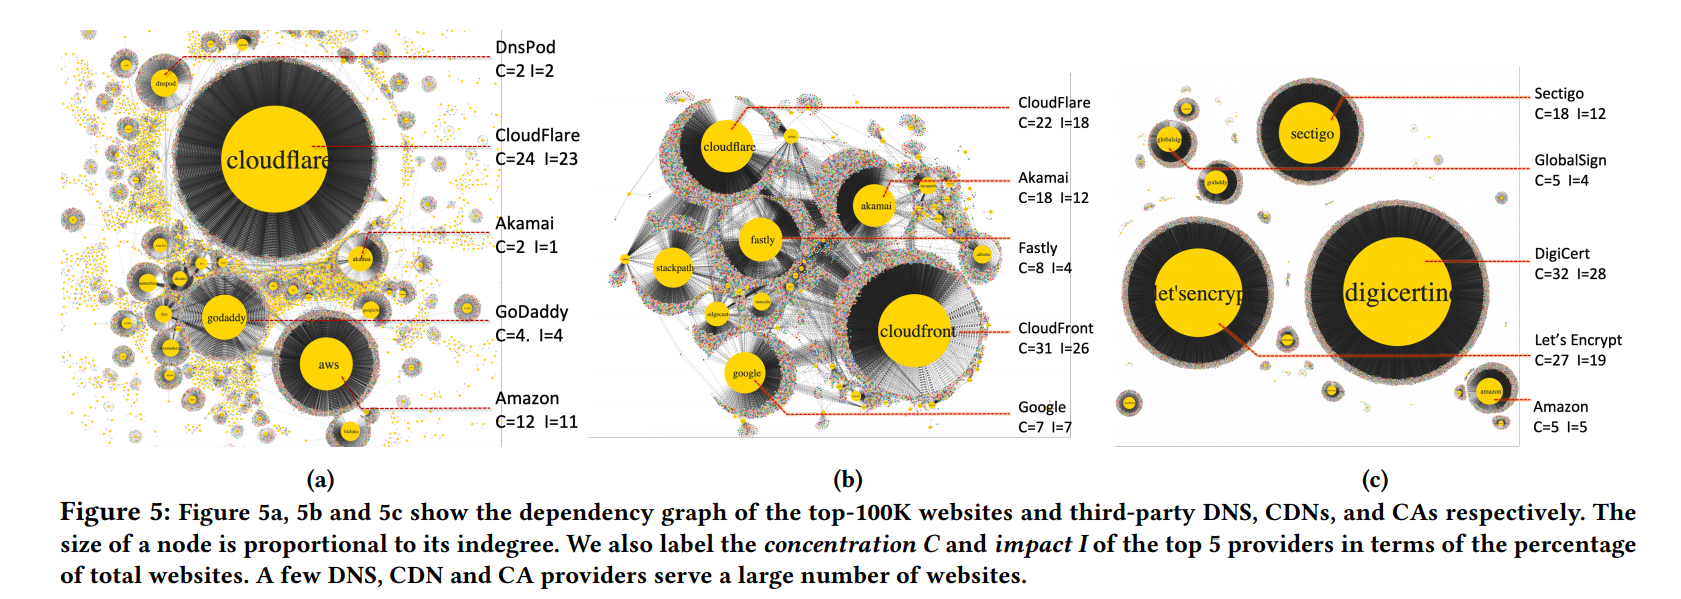 DnsPod
C=2 I=2
CloudFlare
C=24 I=23
Akamai
C=2 I=1
GoDaddy
C=4. I=4
Amazon
C=12 I=11
dnspod
cloudflare
akamai
godaddy
aws
(a)
CloudFlare
C=22 I=18
Akamai
C=18 I=12
Fastly
C=8 I=4
CloudFront
C=31 I=26
Google
C=7 I=7
cloudflare
akamai
fastly
stackpath
edgecast
cloudfront
google
(b)
Sectigo
C=18 I=12
GlobalSign
C=5 I=4
DigiCert
C=32 I=28
Let's Encrypt
C=27 I=19
Amazon
C=5 I=5
sectigo
globalsign
godaddy
let'sencryp
digicertin
amazon
(c)
Figure 5: Figure 5a, 5b and 5c show the dependency graph of the top-100K websites and third-party DNS, CDNs, and CAs respectively. The
size of a node is proportional to its indegree. We also label the concentration C and impact I of the top 5 providers in terms of the percentage
of total websites. A few DNS, CDN and CA providers serve a large number of websites.